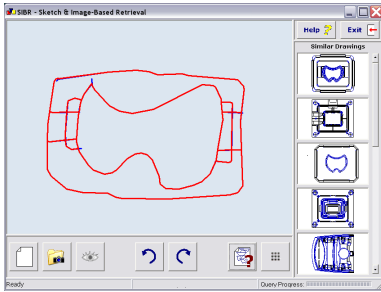 SIBR - Sketch & Image-Based Retrieval
Help Exit
Similar Drawings
Ready
Query Progress: